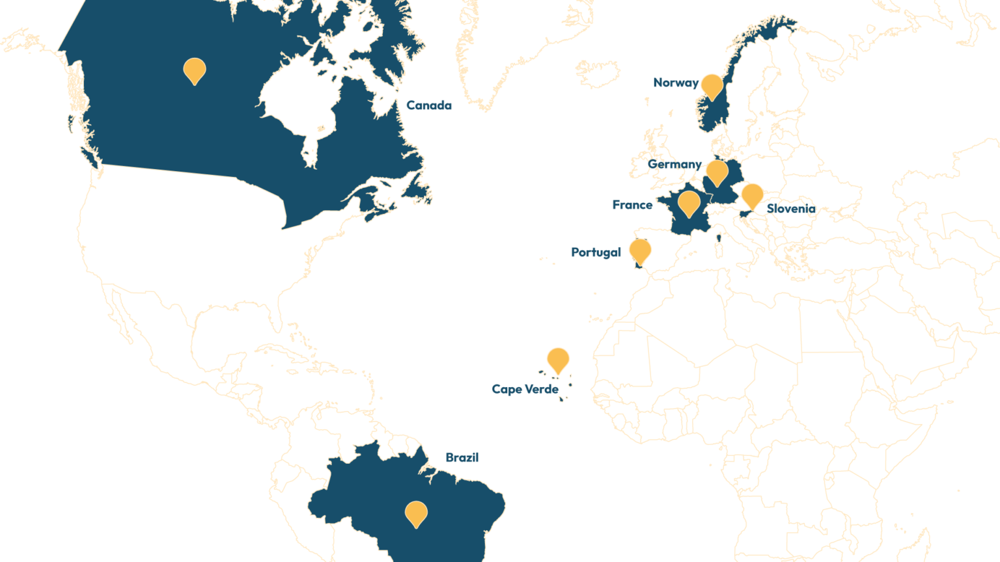 Norway
Canada
Germany
France
Slovenia
Portugal
Cape Verde
Brazil